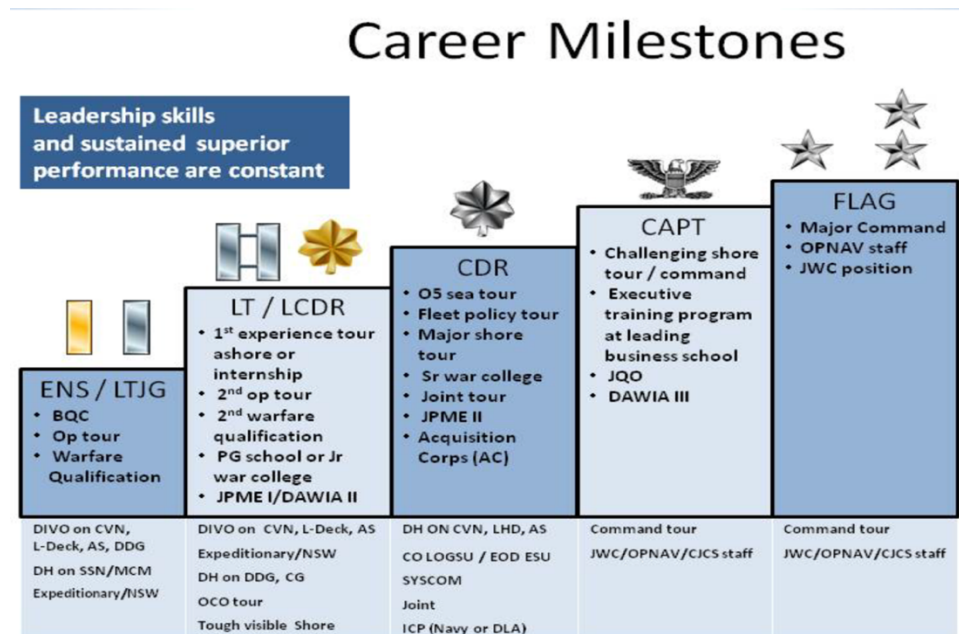 Career Milestones
Leadership skills
and sustained superior
performance are constant
ENS / LTJG
• BQC
• Op tour
• Warfare
Qualification
DIVO on CVN,
L-Deck, AS, DDG
DH on SSN/MCM
Expeditionary/NSW
LT / LCDR
• 1st experience tour
ashore or
internship
• 2nd op tour
• 2nd warfare
qualification
• PG school or Jr
war college
• JPME I/DAWIA II
DIVO on CVN, L-Deck, AS
Expeditionary/NSW
DH on DDG, CG
OCO tour
Tough visible Shore
CDR
• O5 sea tour
• Fleet policy tour
• Major shore
tour
• Sr war college
• Joint tour
• JPME II
• Acquisition
Corps (AC)
DH ON CVN, LHD, AS
CO LOGSU / EOD ESU
SYSCOM
Joint
ICP (Navy or DLA)
CAPT
• Challenging shore
tour / command
• Executive
training program
at leading
business school
• JQO
• DAWIA III
Command tour
JWC/OPNAV/CJCS staff
FLAG
• Major Command
• OPNAV staff
• JWC position
Command tour
JWC/OPNAV/CJCS staff